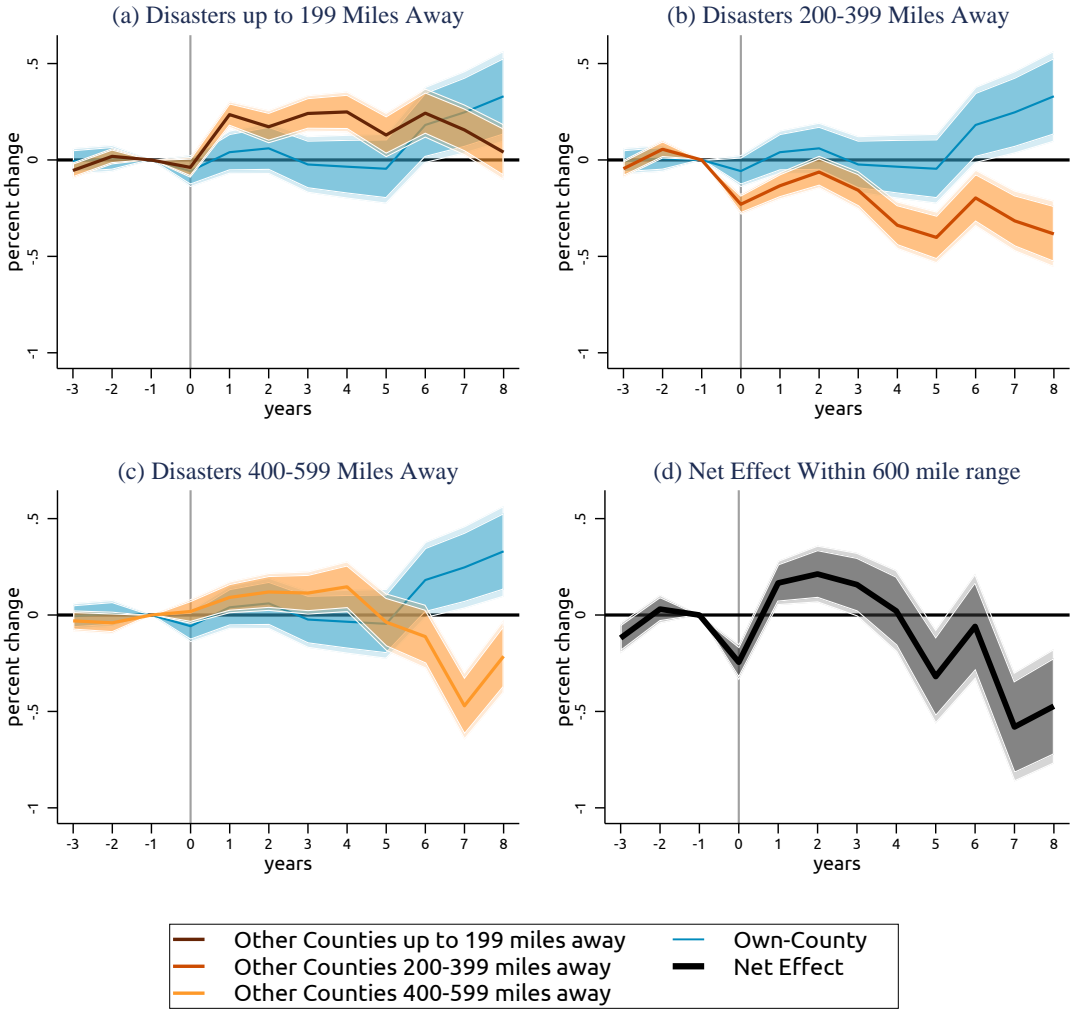 (a) Disasters up to 199 Miles Away
percent change
.5
0
-.5
-1
-3 -2 -1 0 1 2 3 4 5 6 7 8
years
(b) Disasters 200-399 Miles Away
percent change
.5
0
-.5
-1
-3 -2 -1 0 1 2 3 4 5 6 7 8
years
(c) Disasters 400-599 Miles Away
percent change
.5
0
-.5
-1
-3 -2 -1 0 1 2 3 4 5 6 7 8
years
(d) Net Effect Within 600 mile range
percent change
.5
0
-.5
-1
-3 -2 -1 0 1 2 3 4 5 6 7 8
years
Other Counties up to 199 miles away
Other Counties 200-399 miles away
Other Counties 400-599 miles away
Own-County
Net Effect